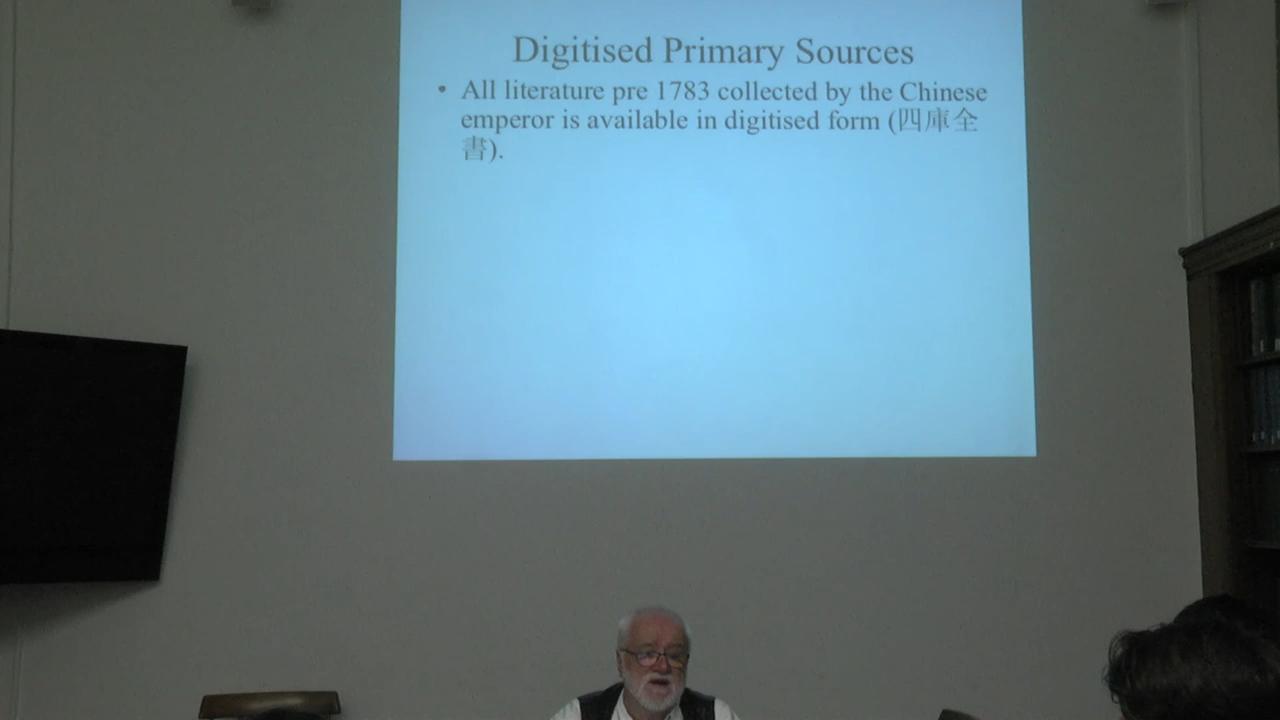 Digitised Primary Sources
• All literature pre 1783 collected by the Chinese
emperor is available in digitised form (四庫全
書).